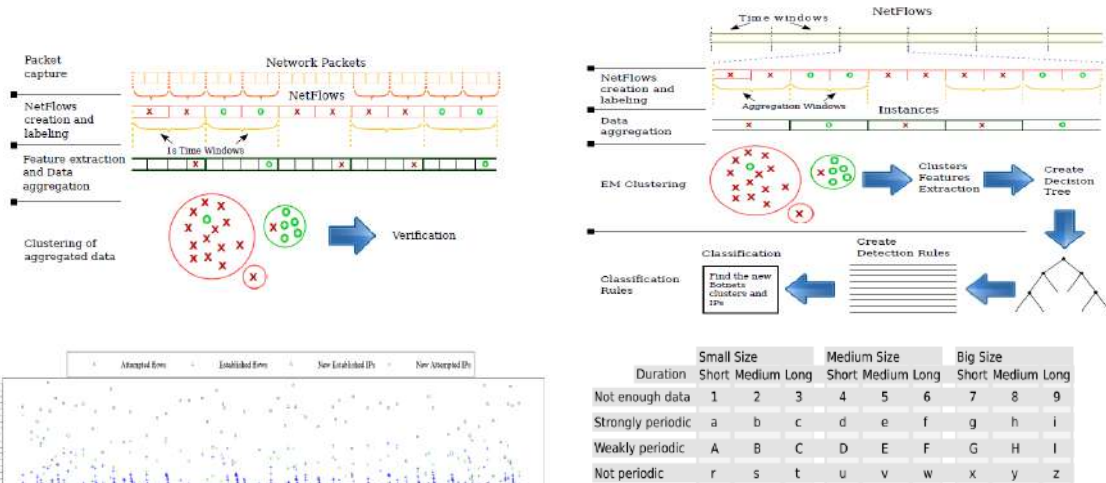 Packet
capture
Network Packets
NetFlows
creation and
labeling
NetFlows
x x o o x x x x o o
1s Time Windows
Feature extraction
and Data
aggregation
x o x x o
Clustering of
aggregated data
Verification
NetFlows
Time windows
NetFlows
creation and
labeling
x x o o x x x x o o
Aggregation Windows
Instances
Data
aggregation
x o x x o
EM Clustering
Clusters
Features
Extraction
Create
Decision
Tree
Classification
Rules
Classification
Find the new
Botnets
clusters and
IPs
Create
Detection Rules
Attempted flows Established flows New Established IPs New Attempted IPs
Small Size Medium Size Big Size
Duration Short Medium Long Short Medium Long Short Medium Long
Not enough data 1 2 3 4 5 6 7 8 9
Strongly periodic a b c d e f g h i
Weakly periodic A B C D E F G H I
Not periodic r s t u v w x y z